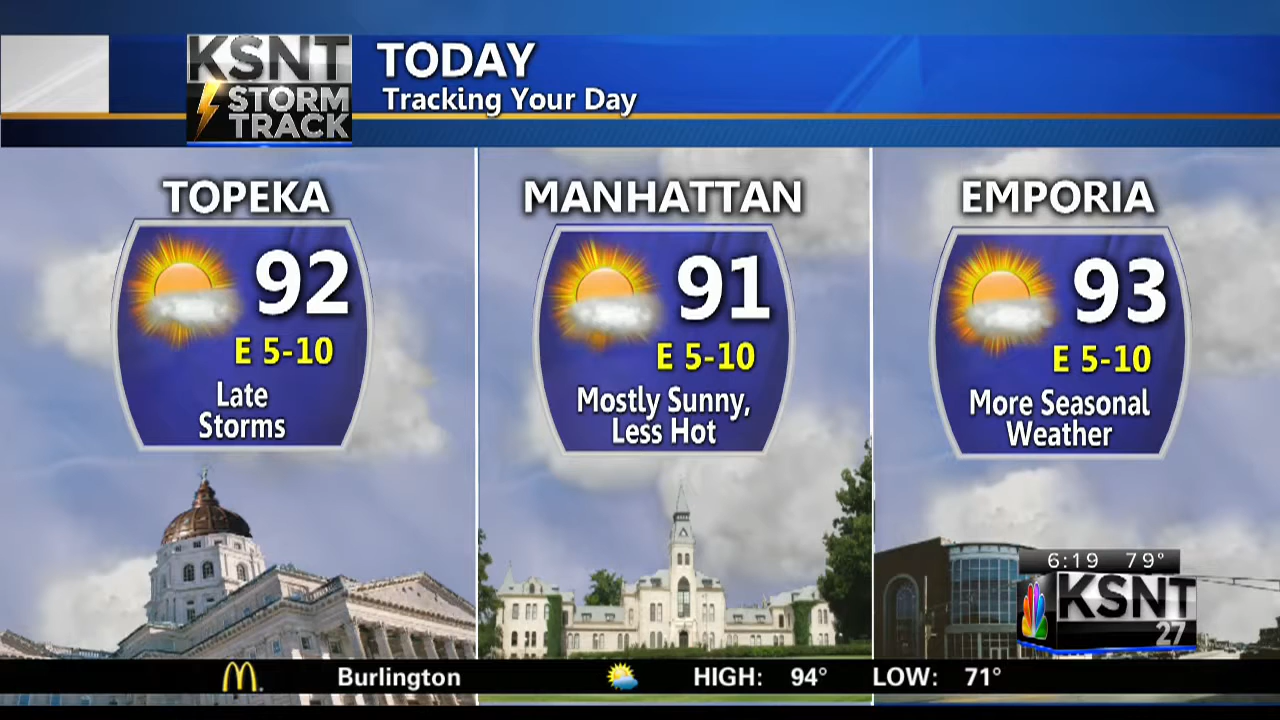 KSNT
STORM
TRACK
TODAY
Tracking Your Day
TOPEKA
92
E 5-10
Late
Storms
MANHATTAN
91
E 5-10
Mostly Sunny,
Less Hot
EMPORIA
93
E 5-10
More Seasonal
Weather
6:19 79°
KSNT
27
M. Burlington HIGH: 94° LOW: 71°